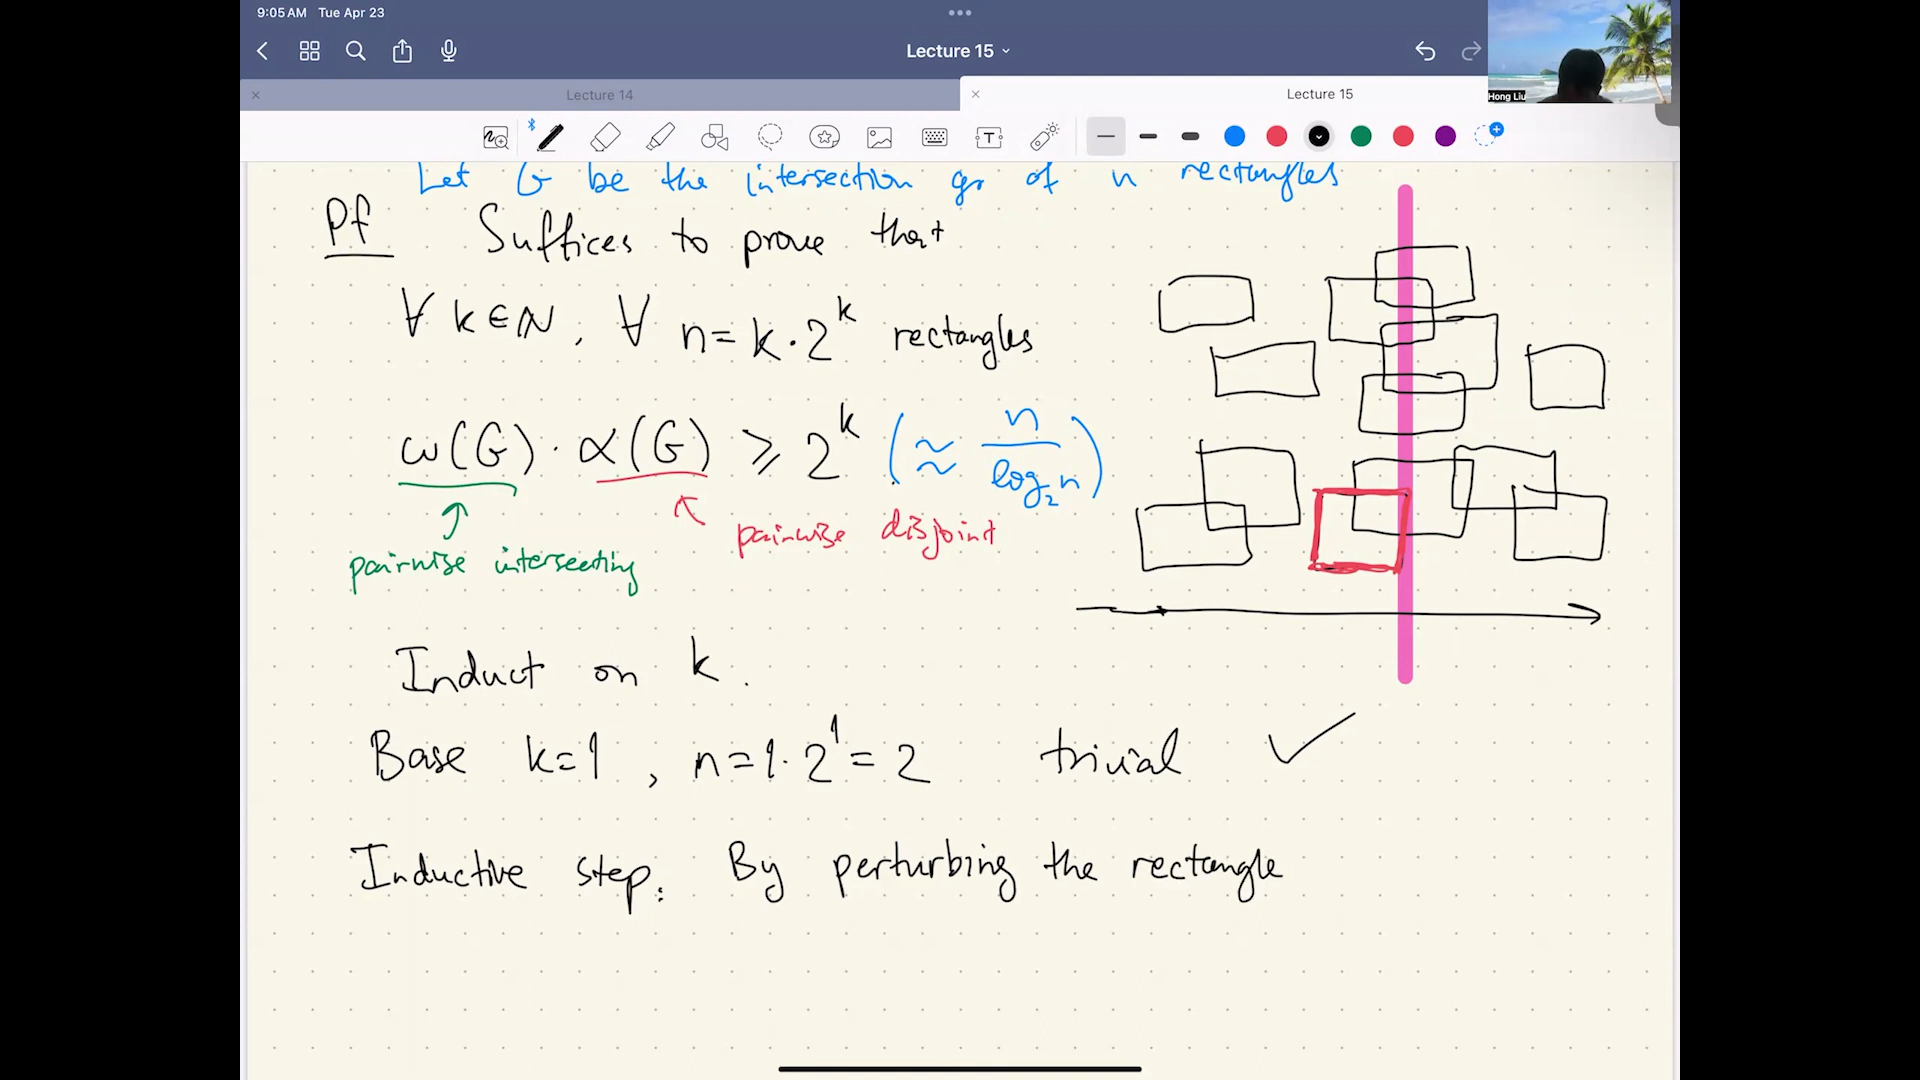 9:05 AM Tue Apr 23
Lecture 15
Hong Liu
Lecture 14
Lecture 15
Let G be the intersection gr of n rectangles
Pf Suffices to prove that
∀ k∈N, ∀ n = k·2^k rectangles
ω(G)·α(G) ⩾ 2^k (≈ n/log₂n)
pairwise disjoint
pairwise intersecting
Induct on k.
Base k=1, n=1·2^1=2 trivial ✓
Inductive step: By perturbing the rectangle